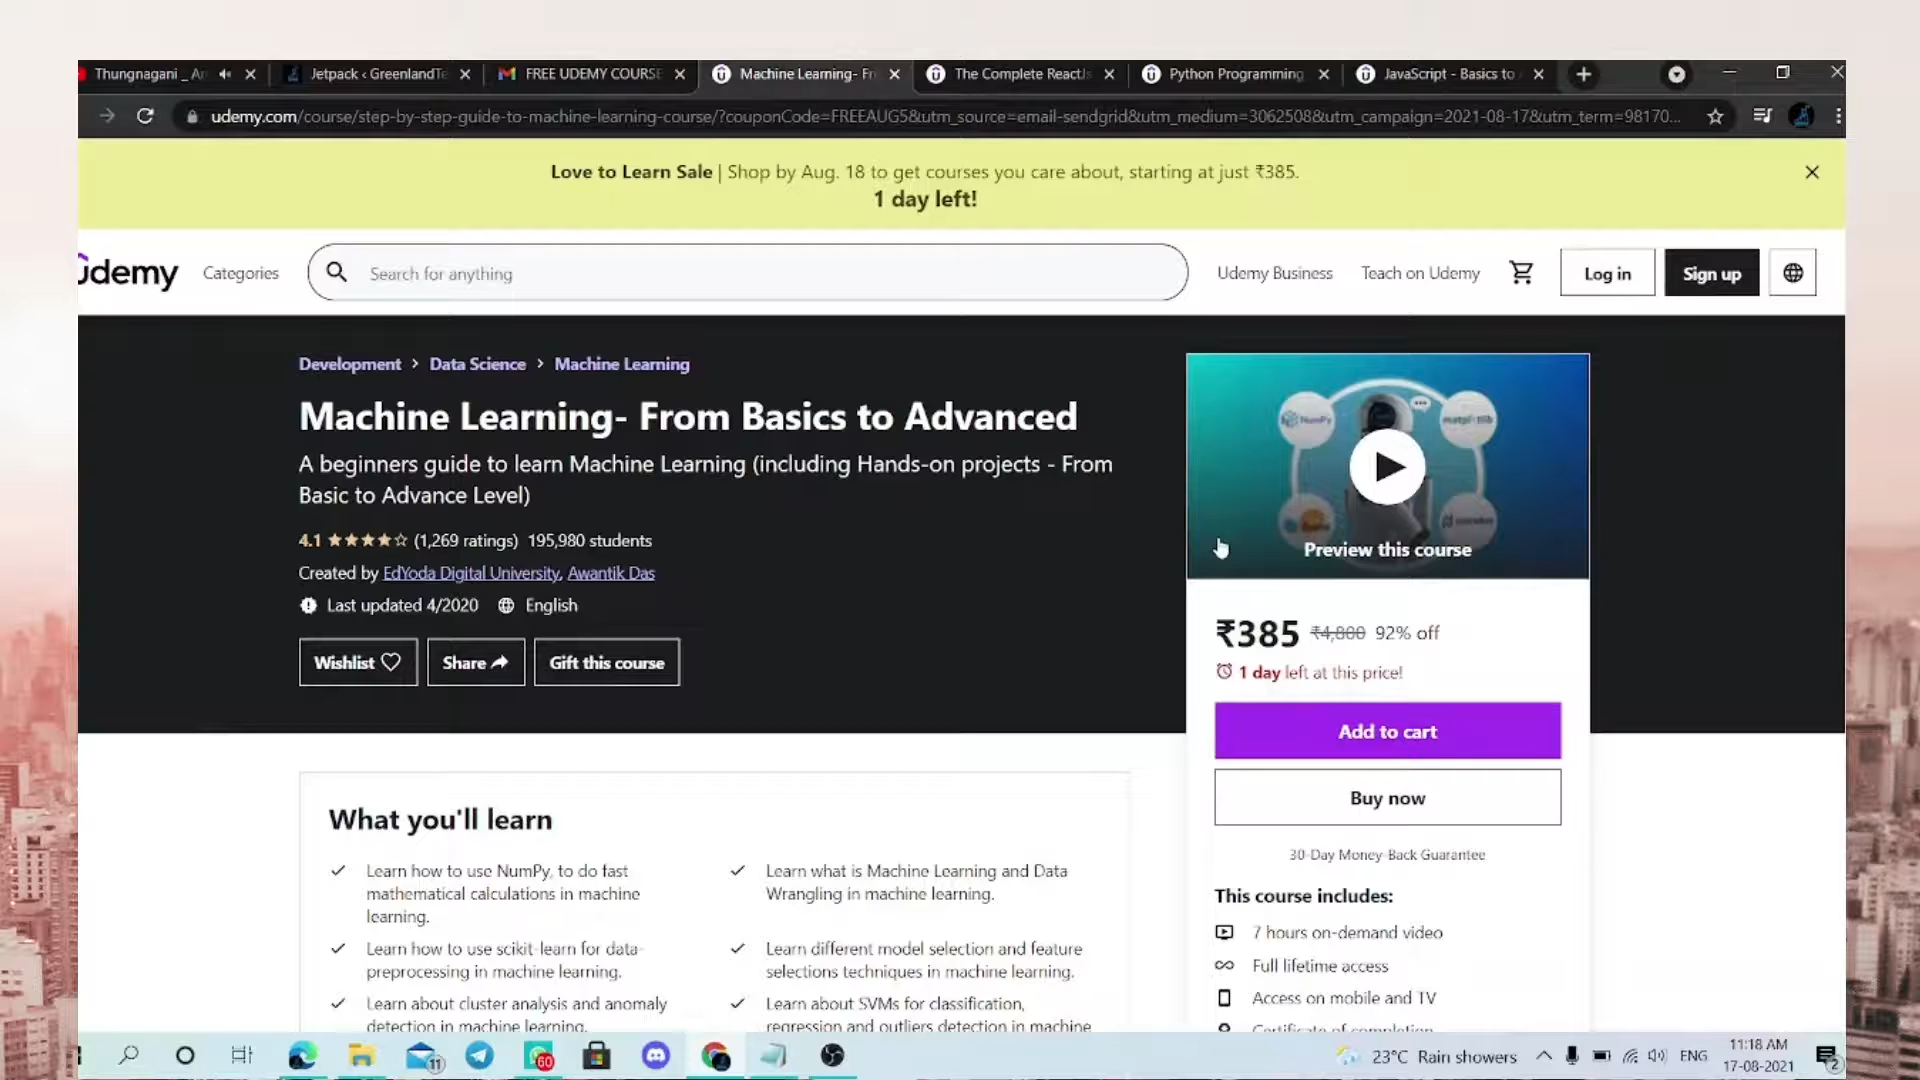 Thungnagani _ Ar
Jetpack ‹ GreenlandTe
FREE UDEMY COURSE
Machine Learning- Fr
The Complete ReactJs
Python Programming
JavaScript - Basics to
udemy.com/course/step-by-step-guide-to-machine-learning-course/?couponCode=FREEAUG5&utm_source=email-sendgrid&utm_medium=3062508&utm_campaign=2021-08-17&utm_term=98170...
Love to Learn Sale | Shop by Aug. 18 to get courses you care about, starting at just ₹385.
1 day left!
udemy
Categories
Search for anything
Udemy Business
Teach on Udemy
Log in
Sign up
Development > Data Science > Machine Learning
Machine Learning- From Basics to Advanced
A beginners guide to learn Machine Learning (including Hands-on projects - From
Basic to Advance Level)
4.1 (1,269 ratings) 195,980 students
Created by EdYoda Digital University, Awantik Das
Last updated 4/2020 English
Wishlist
Share
Gift this course
NumPy
Preview this course
₹385 ₹4,800 92% off
1 day left at this price!
Add to cart
Buy now
30-Day Money-Back Guarantee
This course includes:
7 hours on-demand video
Full lifetime access
Access on mobile and TV
Certificate of completion
What you'll learn
Learn how to use NumPy, to do fast
mathematical calculations in machine
learning.
Learn what is Machine Learning and Data
Wrangling in machine learning.
Learn how to use scikit-learn for data-
preprocessing in machine learning.
Learn different model selection and feature
selections techniques in machine learning.
Learn about cluster analysis and anomaly
detection in machine learning.
Learn about SVMs for classification,
regression and outliers detection in machine
11
60
23°C Rain showers
ENG
11:18 AM
17-08-2021
2